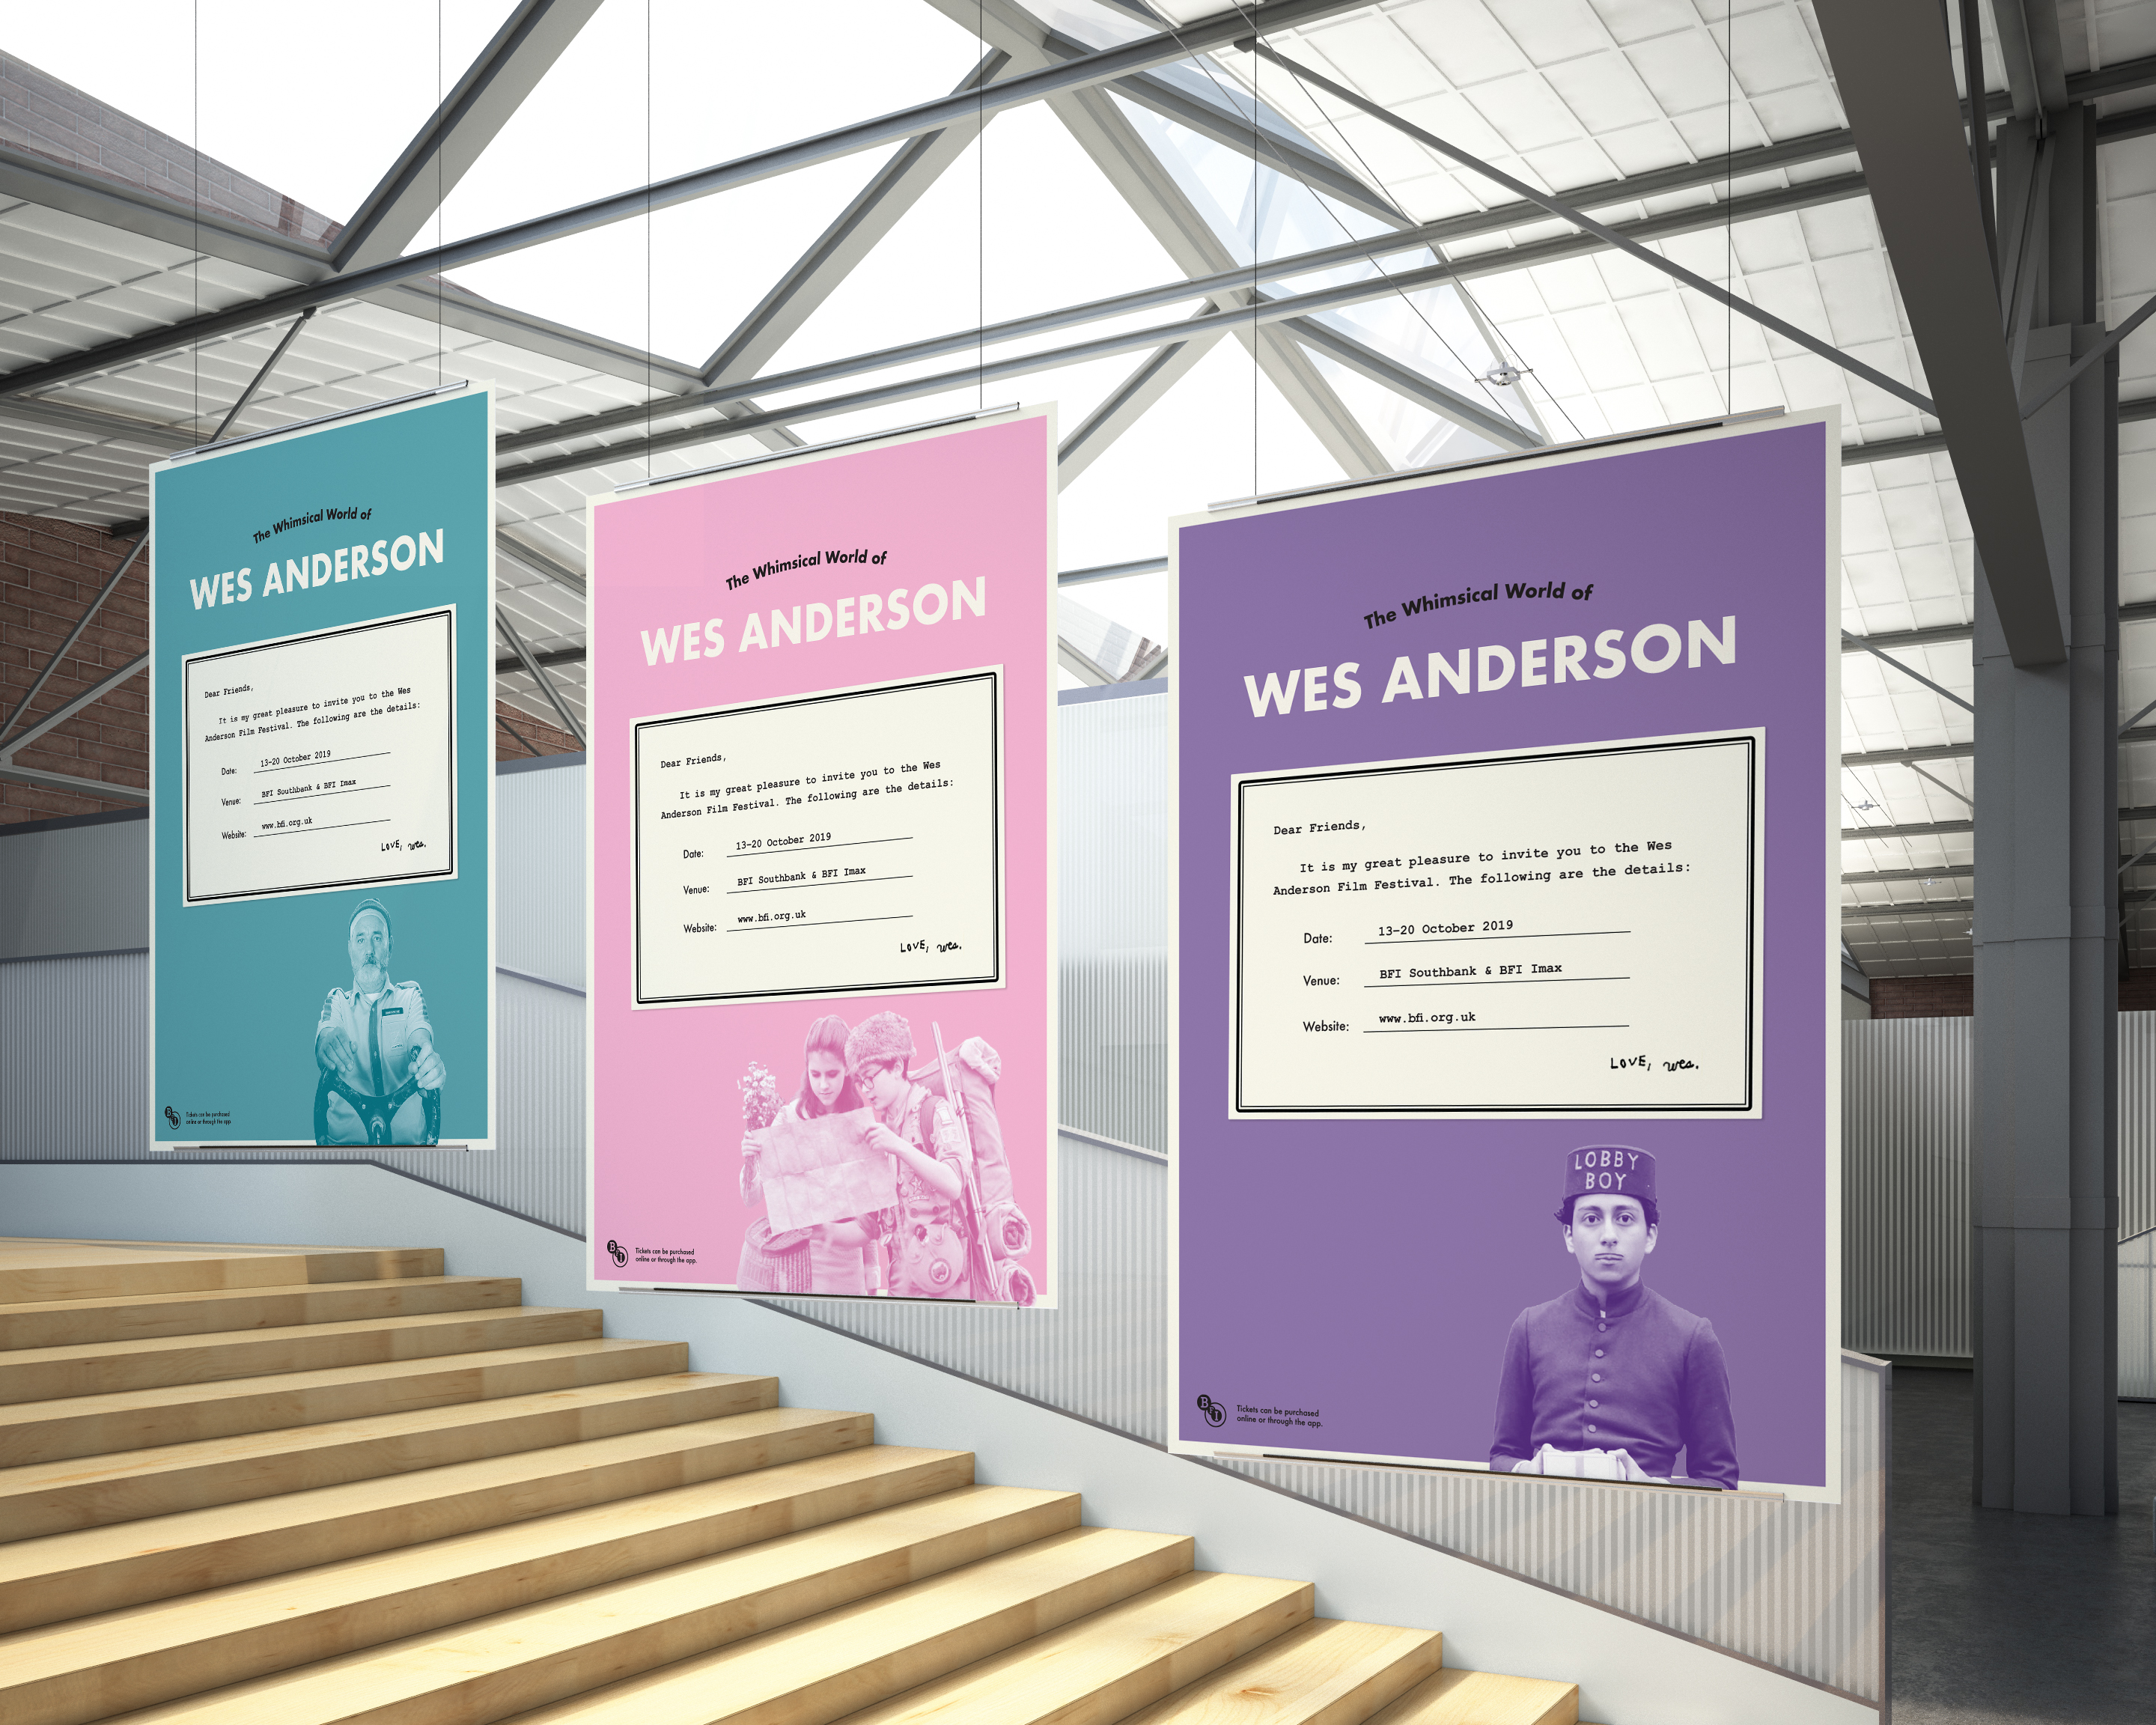 The Whimsical World of
WES ANDERSON
Dear Friends,
It is my great pleasure to invite you to the Wes
Anderson Film Festival. The following are the details:
Date: 13-20 October 2019
Venue: BFI Southbank & BFI Imax
Website: www.bfi.org.uk
LOVE, wes.
BFI
Tickets can be purchased
online or through the app.
The Whimsical World of
WES ANDERSON
Dear Friends,
It is my great pleasure to invite you to the Wes
Anderson Film Festival. The following are the details:
Date: 13-20 October 2019
Venue: BFI Southbank & BFI Imax
Website: www.bfi.org.uk
LOVE, wes.
BFI
Tickets can be purchased
online or through the app.
The Whimsical World of
WES ANDERSON
Dear Friends,
It is my great pleasure to invite you to the Wes
Anderson Film Festival. The following are the details:
Date: 13-20 October 2019
Venue: BFI Southbank & BFI Imax
Website: www.bfi.org.uk
LOVE, wes.
LOBBY
BOY
BFI
Tickets can be purchased
online or through the app.